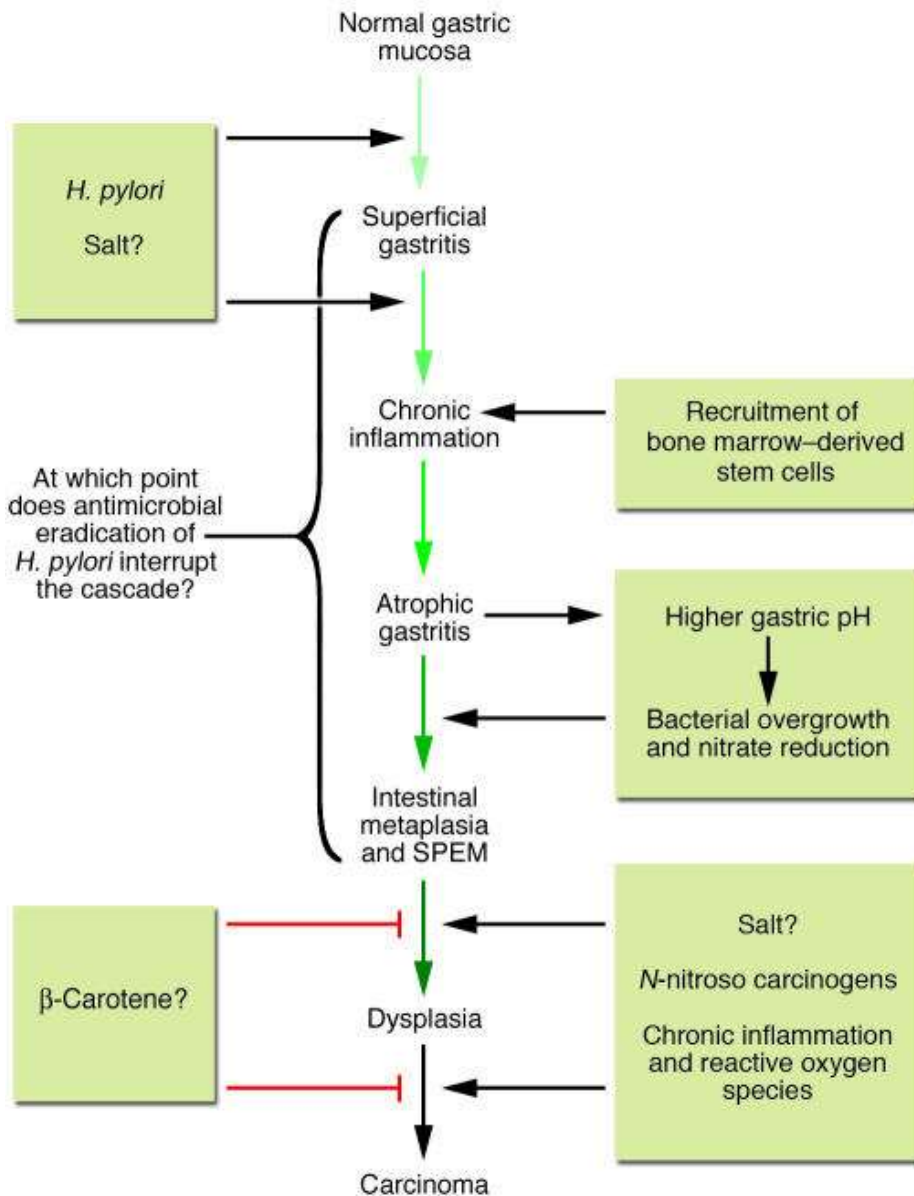 Normal gastric
mucosa
H. pylori
Salt?
Superficial
gastritis
Chronic
inflammation
Recruitment of
bone marrow–derived
stem cells
At which point
does antimicrobial
eradication of
H. pylori interrupt
the cascade?
Atrophic
gastritis
Higher gastric pH
Bacterial overgrowth
and nitrate reduction
Intestinal
metaplasia
and SPEM
β-Carotene?
Salt?
N-nitroso carcinogens
Chronic inflammation
and reactive oxygen
species
Dysplasia
Carcinoma